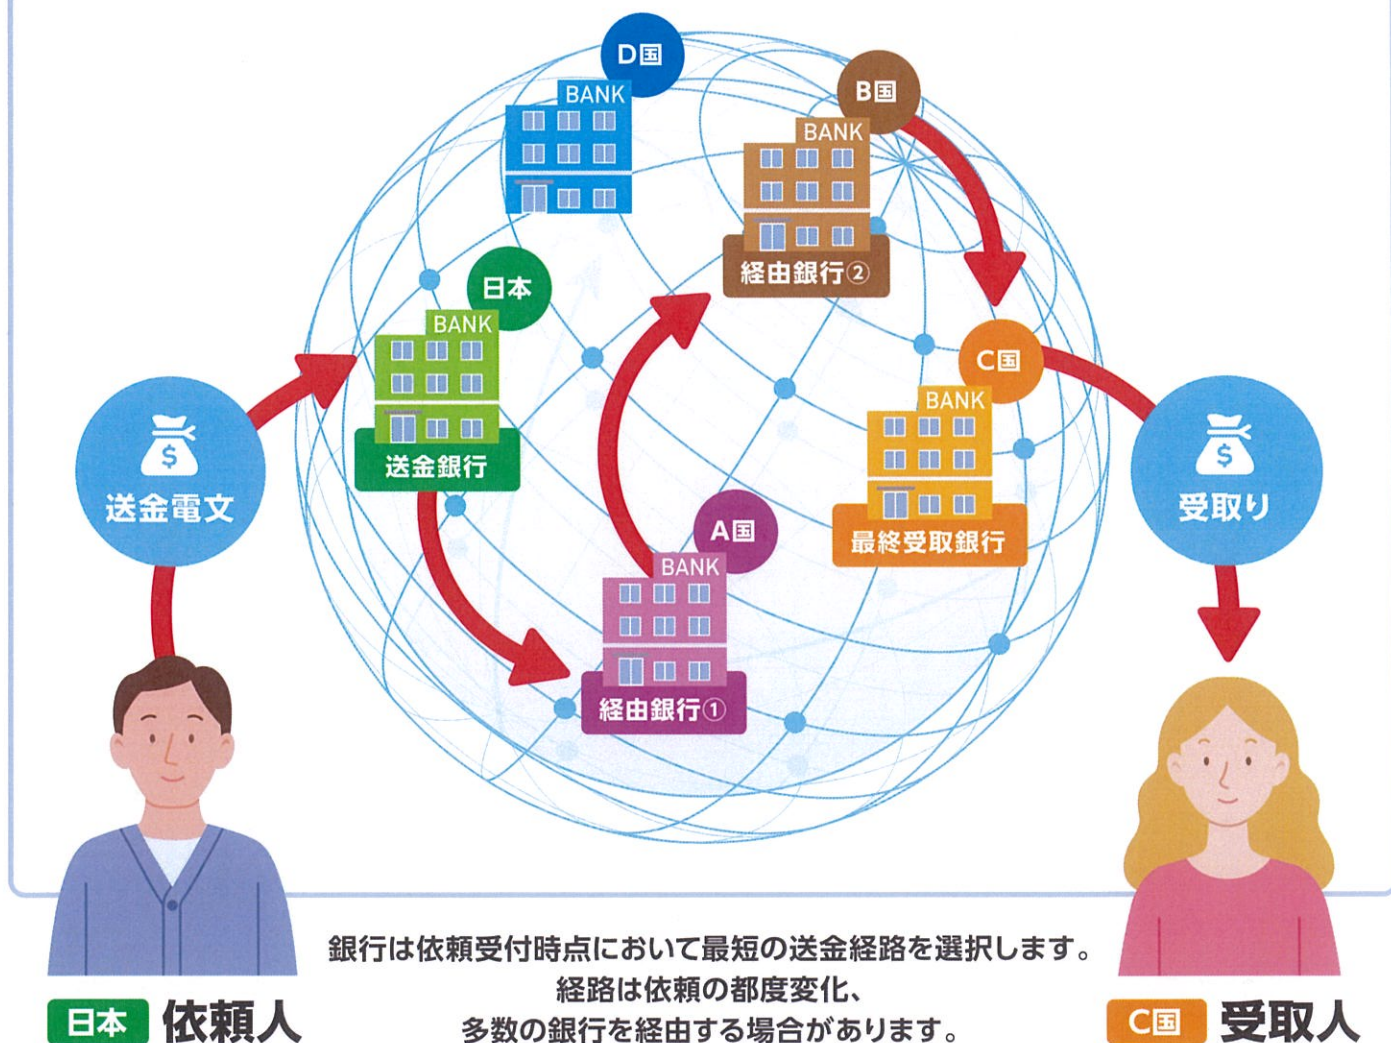 D国
BANK
B国
BANK
経由銀行②
日本
BANK
送金銀行
C国
BANK
最終受取銀行
$
送金電文
$
受取り
A国
BANK
経由銀行①
銀行は依頼受付時点において最短の送金経路を選択します。
経路は依頼の都度変化、
多数の銀行を経由する場合があります。
日本 依頼人
C国 受取人